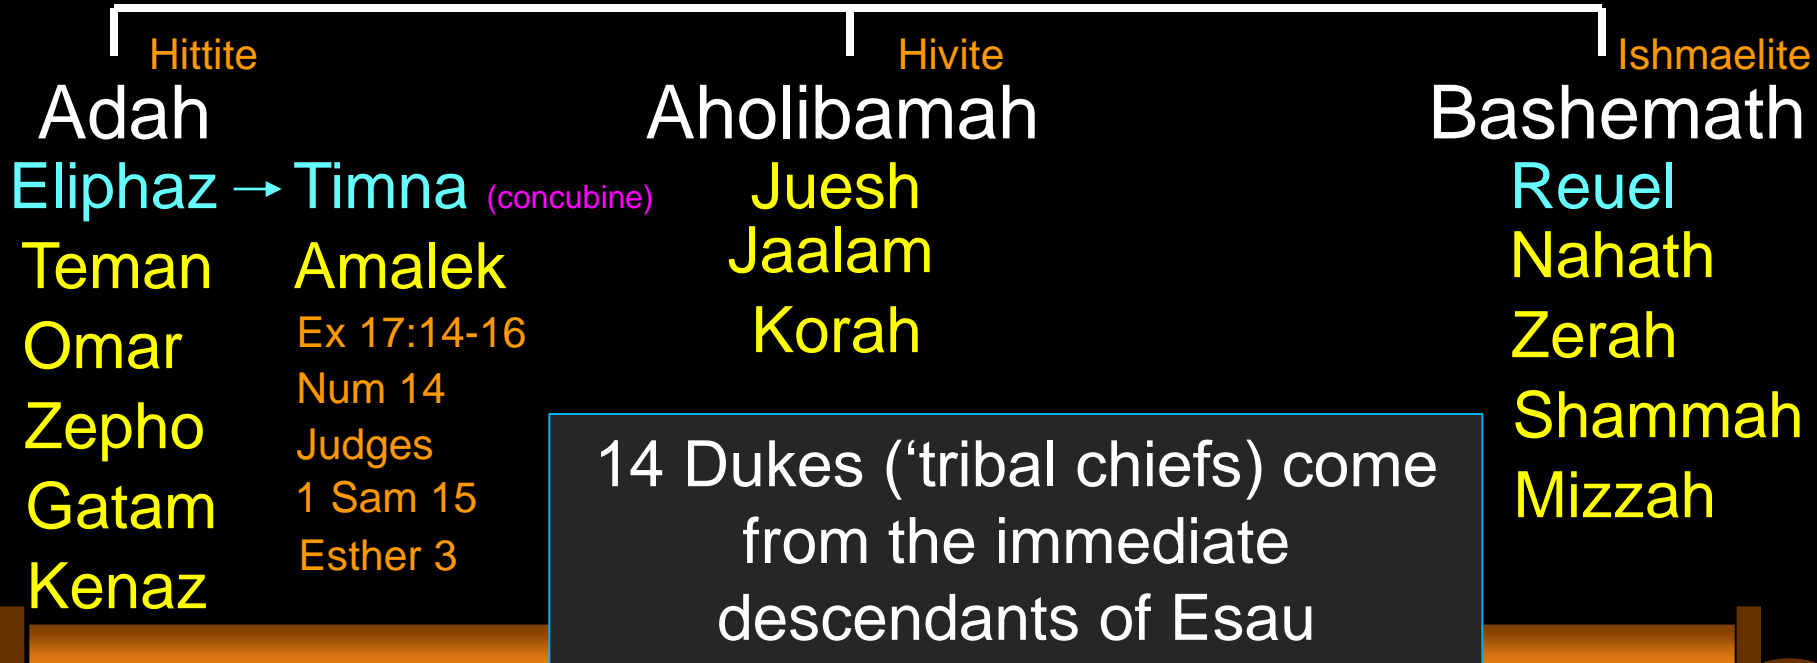 Hittite
Adah
Eliphaz → Timna (concubine)
Teman
Omar
Zepho
Gatam
Kenaz
Amalek
Ex 17:14-16
Num 14
Judges
1 Sam 15
Esther 3
Hivite
Aholibamah
Juesh
Jaalam
Korah
Ishmaelite
Bashemath
Reuel
Nahath
Zerah
Shammah
Mizzah
14 Dukes (‘tribal chiefs) come
from the immediate
descendants of Esau